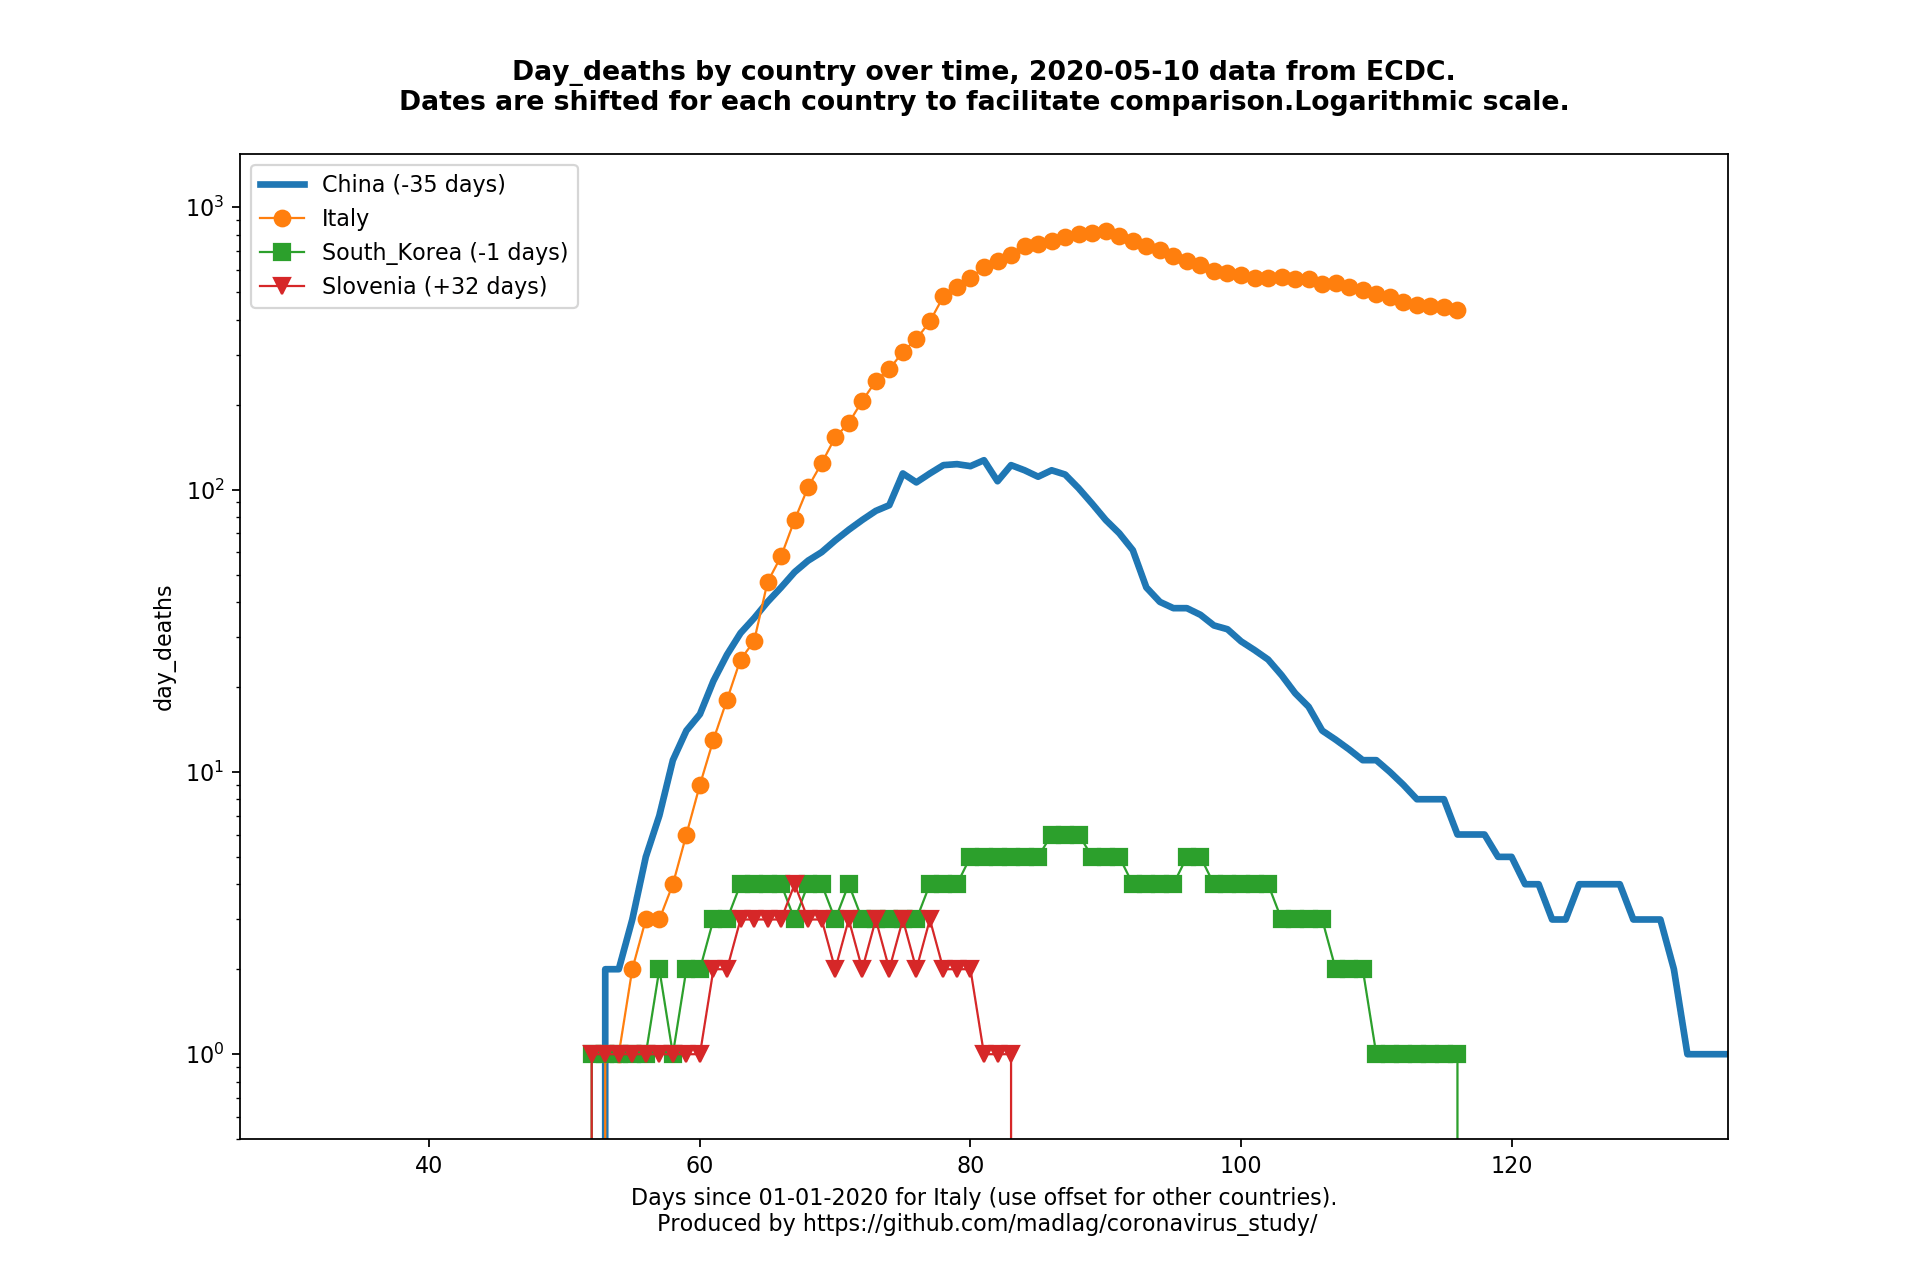 Day_deaths by country over time, 2020-05-10 data from ECDC.
Dates are shifted for each country to facilitate comparison.Logarithmic scale.
China (-35 days)
Italy
South_Korea (-1 days)
Slovenia (+32 days)
10³
10²
10¹
10⁰
day_deaths
40 60 80 100 120
Days since 01-01-2020 for Italy (use offset for other countries).
Produced by https://github.com/madlag/coronavirus_study/